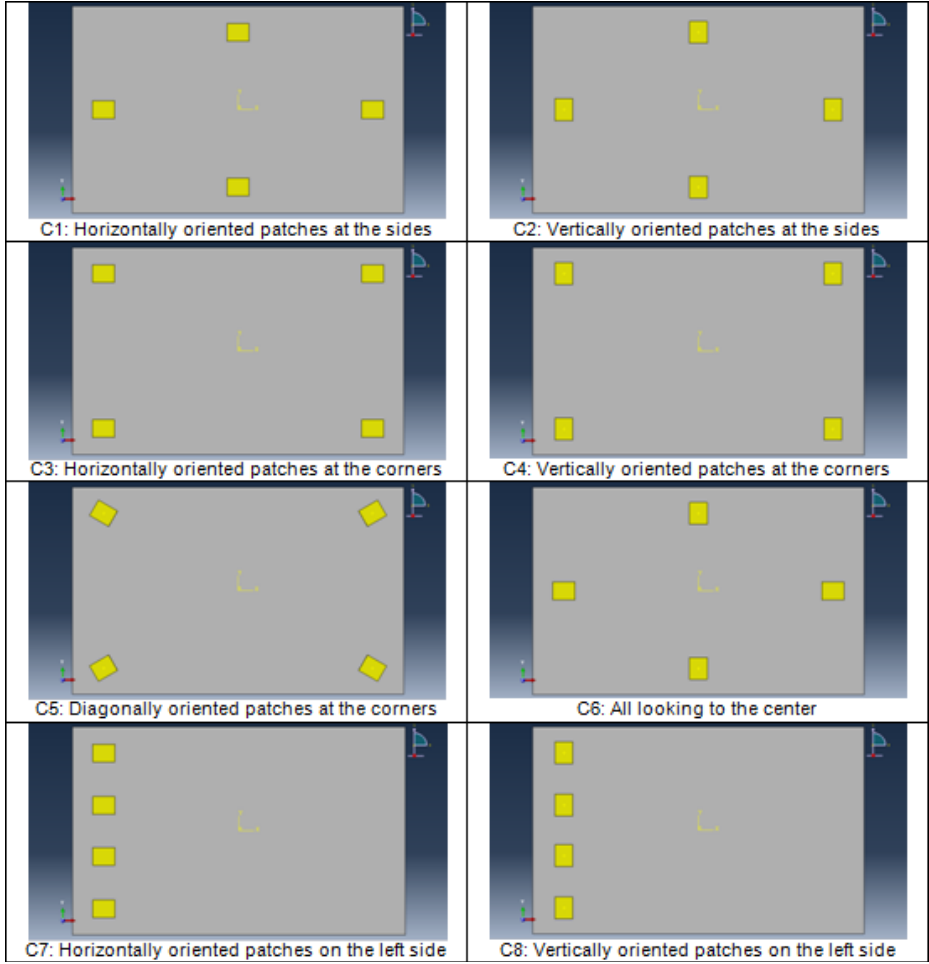 C1: Horizontally oriented patches at the sides
C2: Vertically oriented patches at the sides
C3: Horizontally oriented patches at the corners
C4: Vertically oriented patches at the corners
C5: Diagonally oriented patches at the corners
C6: All looking to the center
C7: Horizontally oriented patches on the left side
C8: Vertically oriented patches on the left side